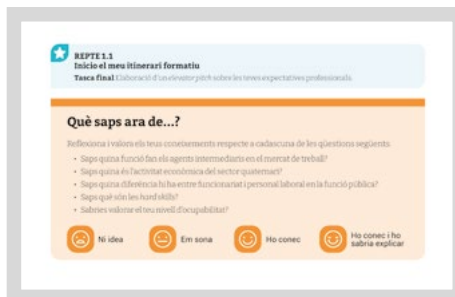 REPTE 1.1
Inicio el meu itinerari formatiu
Tasca final Elaboració d'un elevator pitch sobre les teves expectatives professionals.
Què saps ara de...?
Reflexiona i valora els teus coneixements respecte a cadascuna de les qüestions següents.
• Saps quina funció fan els agents intermediaris en el mercat de treball?
• Saps quina és l'activitat econòmica del sector quaternari?
• Saps quina diferència hi ha entre funcionariat i personal laboral en la funció pública?
• Saps què són les hard skills?
• Sabries valorar el teu nivell d'ocupabilitat?
Ni idea
Em sona
Ho conec
Ho conec i ho
sabria explicar